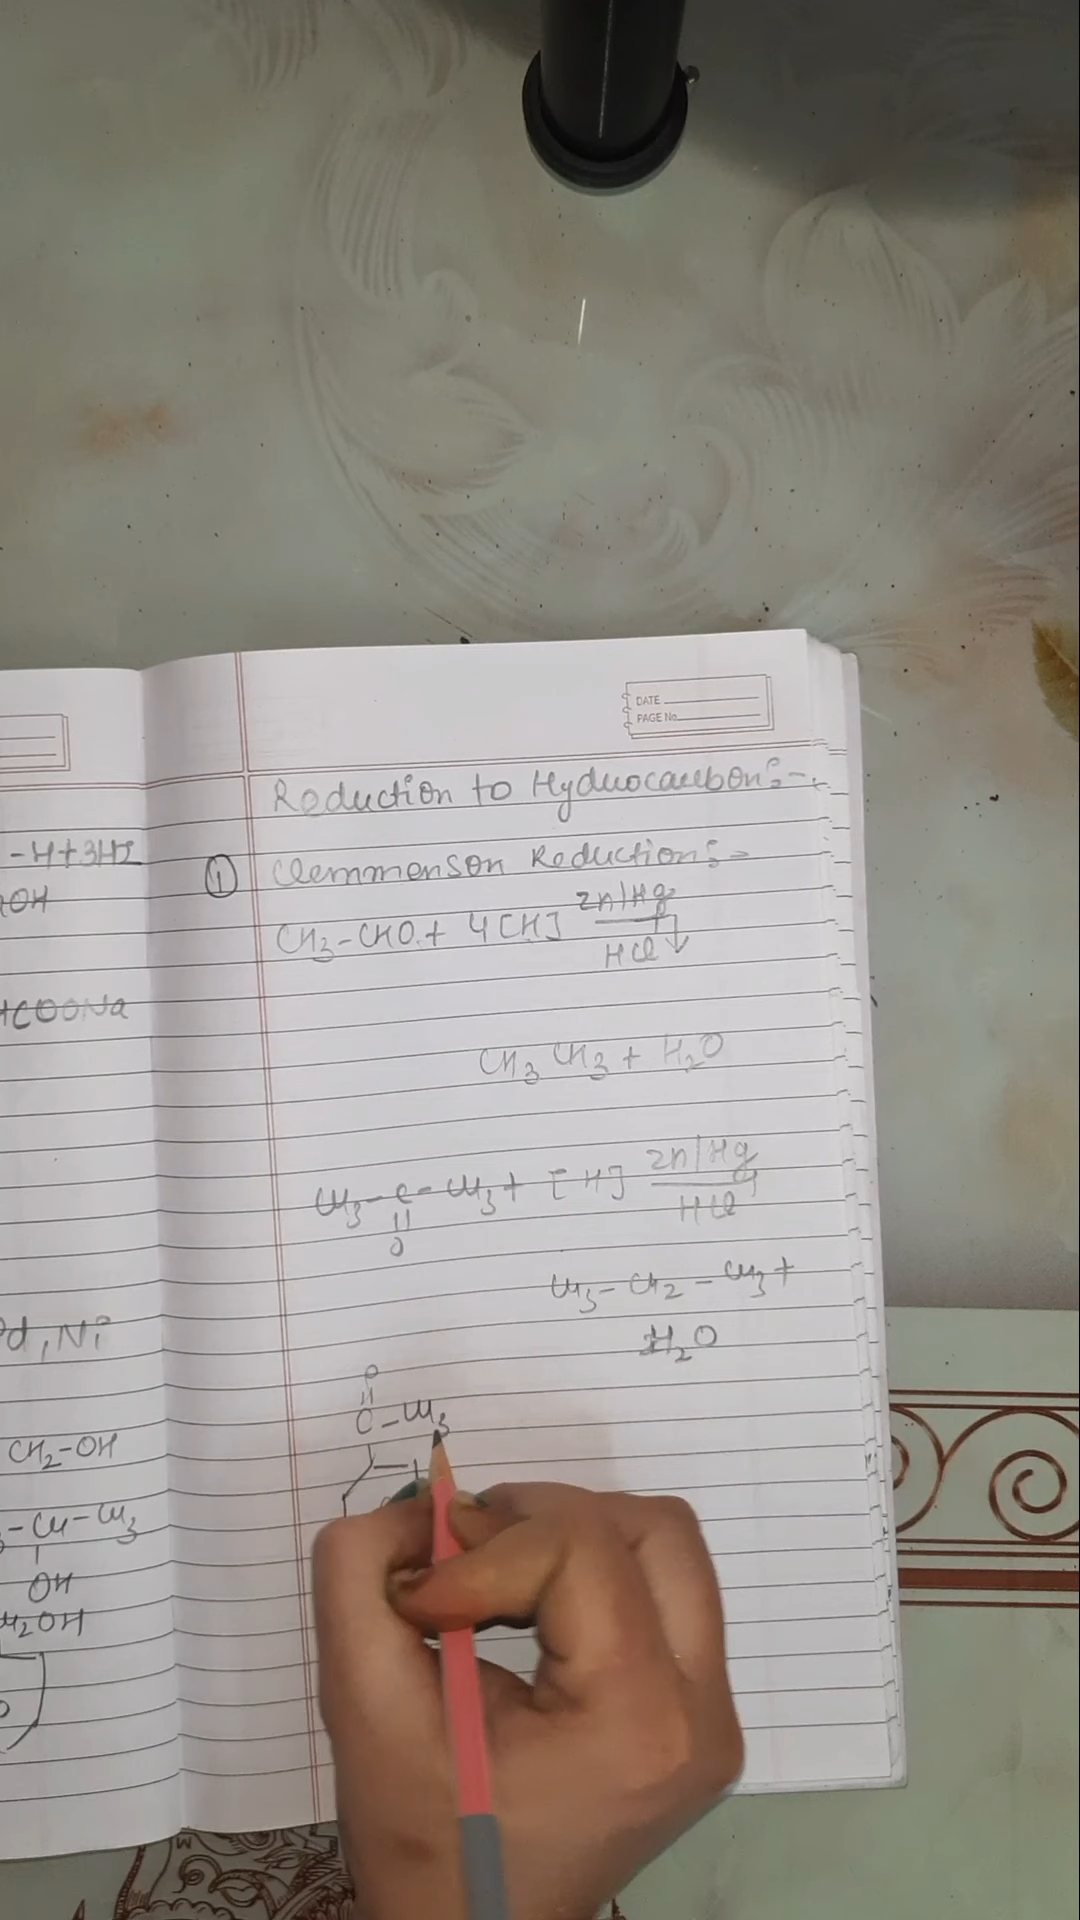 DATE
PAGE No.
Reduction to Hydrocarbon:-
① Clemmenson Reduction:-
CH3-CHO + 4[H] Zn/Hg
HCl
CH3 CH3 + H2O
CH3-C-CH3 + [H] Zn/Hg
O HCl
CH3-CH2-CH3 +
H2O
O
C-CH3
-H+3H2
OH
HCOONa
Pd, Ni
CH2-OH
-CH-CH3
OH
H2OH